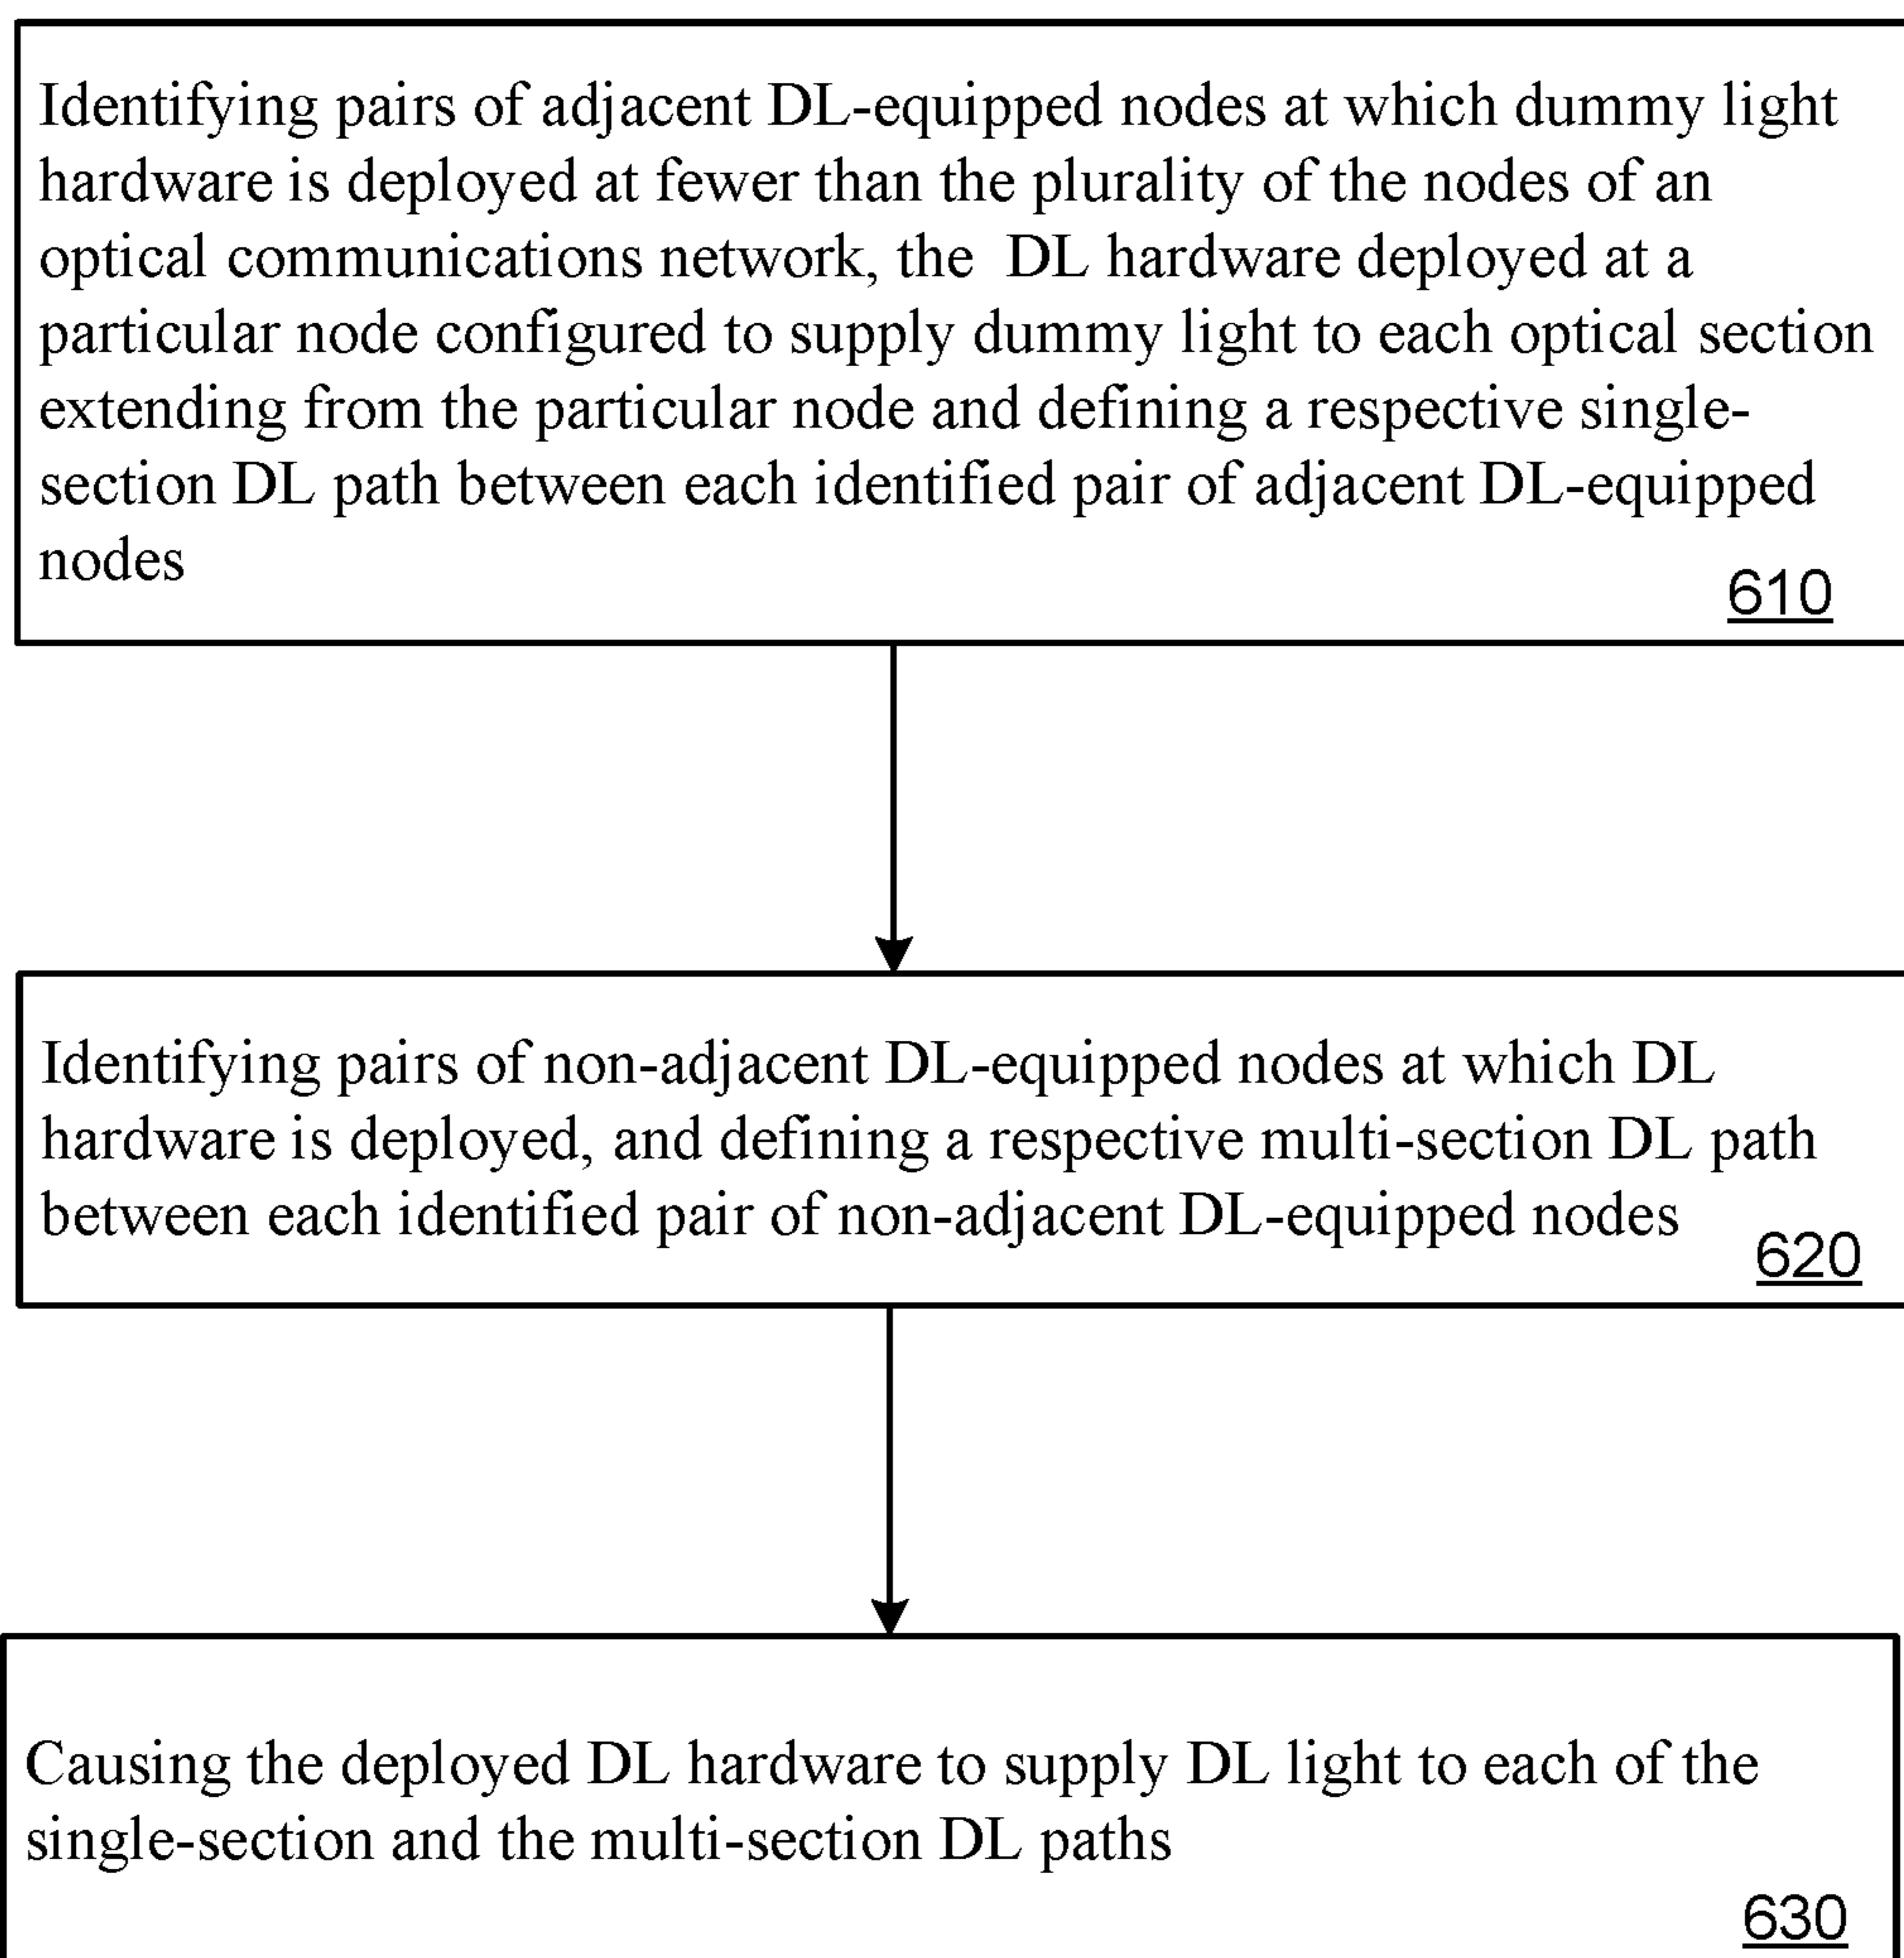 Identifying pairs of adjacent DL-equipped nodes at which dummy light
hardware is deployed at fewer than the plurality of the nodes of an
optical communications network, the  DL hardware deployed at a
particular node configured to supply dummy light to each optical section
extending from the particular node and defining a respective single-
section DL path between each identified pair of adjacent DL-equipped
nodes
610
Identifying pairs of non-adjacent DL-equipped nodes at which DL
hardware is deployed, and defining a respective multi-section DL path
between each identified pair of non-adjacent DL-equipped nodes
620
Causing the deployed DL hardware to supply DL light to each of the
single-section and the multi-section DL paths
630